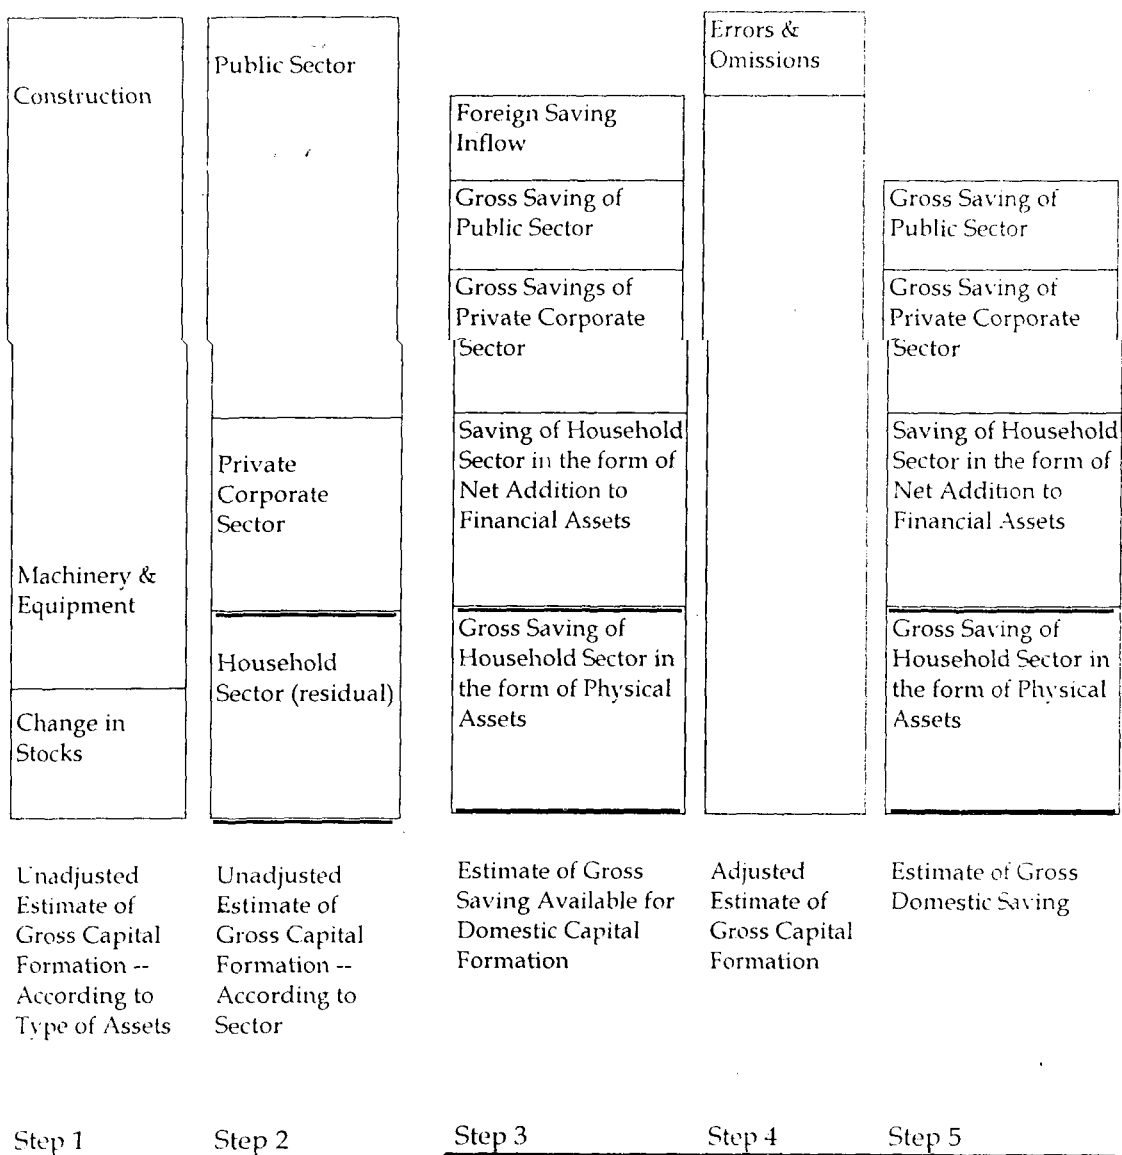 Construction
Machinery &
Equipment
Change in
Stocks
Unadjusted
Estimate of
Gross Capital
Formation --
According to
Type of Assets
Step 1
Public Sector
Private
Corporate
Sector
Household
Sector (residual)
Unadjusted
Estimate of
Gross Capital
Formation --
According to
Sector
Step 2
Foreign Saving
Inflow
Gross Saving of
Public Sector
Gross Savings of
Private Corporate
Sector
Saving of Household
Sector in the form of
Net Addition to
Financial Assets
Gross Saving of
Household Sector in
the form of Physical
Assets
Estimate of Gross
Saving Available for
Domestic Capital
Formation
Step 3
Errors &
Omissions
Adjusted
Estimate of
Gross Capital
Formation
Step 4
Gross Saving of
Public Sector
Gross Saving of
Private Corporate
Sector
Saving of Household
Sector in the form of
Net Addition to
Financial Assets
Gross Saving of
Household Sector in
the form of Physical
Assets
Estimate of Gross
Domestic Saving
Step 5